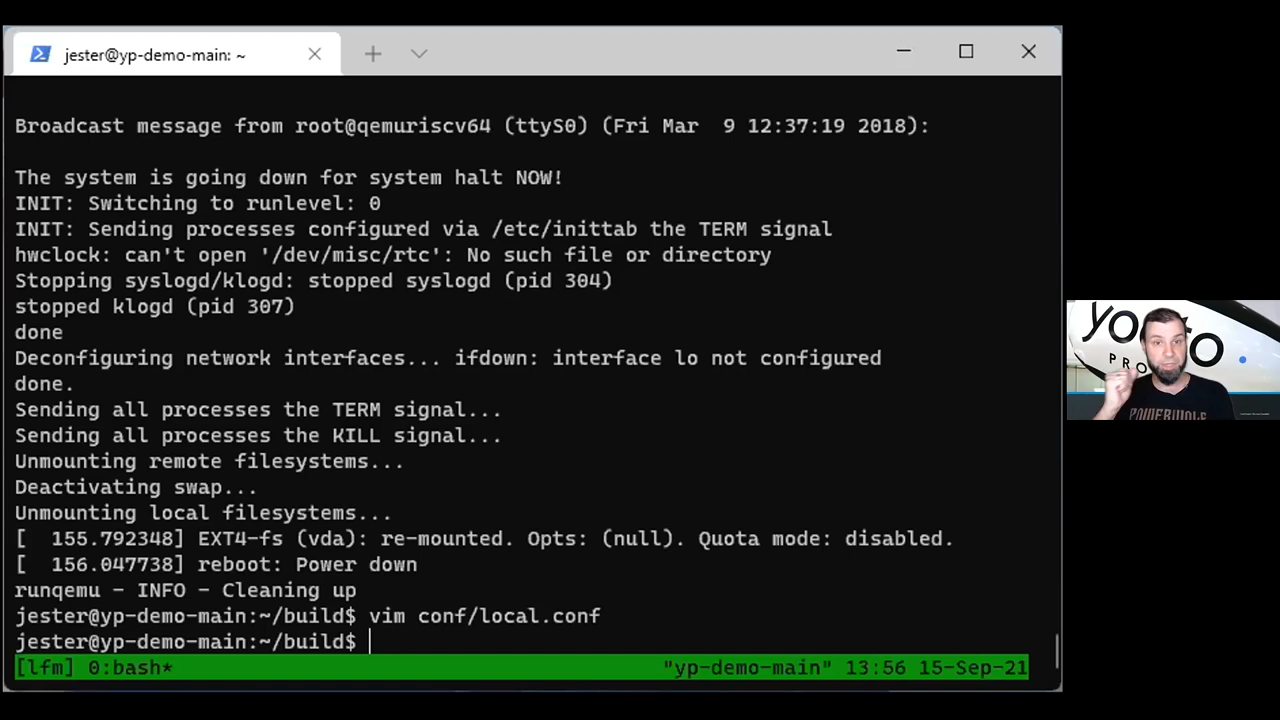 jester@yp-demo-main: ~
Broadcast message from root@qemuriscv64 (ttyS0) (Fri Mar  9 12:37:19 2018):
The system is going down for system halt NOW!
INIT: Switching to runlevel: 0
INIT: Sending processes configured via /etc/inittab the TERM signal
hwclock: can't open '/dev/misc/rtc': No such file or directory
Stopping syslogd/klogd: stopped syslogd (pid 304)
stopped klogd (pid 307)
done
Deconfiguring network interfaces... ifdown: interface lo not configured
done.
Sending all processes the TERM signal...
Sending all processes the KILL signal...
Unmounting remote filesystems...
Deactivating swap...
Unmounting local filesystems...
[  155.792348] EXT4-fs (vda): re-mounted. Opts: (null). Quota mode: disabled.
[  156.047738] reboot: Power down
runqemu - INFO - Cleaning up
jester@yp-demo-main:~/build$ vim conf/local.conf
jester@yp-demo-main:~/build$
[lfm] 0:bash* "yp-demo-main" 13:56 15-Sep-21
POWERWOLF